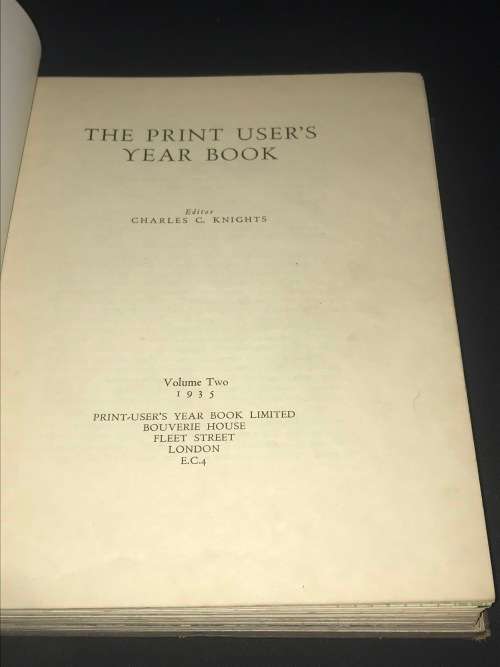 THE PRINT USER'S
YEAR BOOK
Editor
CHARLES C. KNIGHTS
Volume Two
1935
PRINT-USER'S YEAR BOOK LIMITED
BOUVERIE HOUSE
FLEET STREET
LONDON
E.C.4